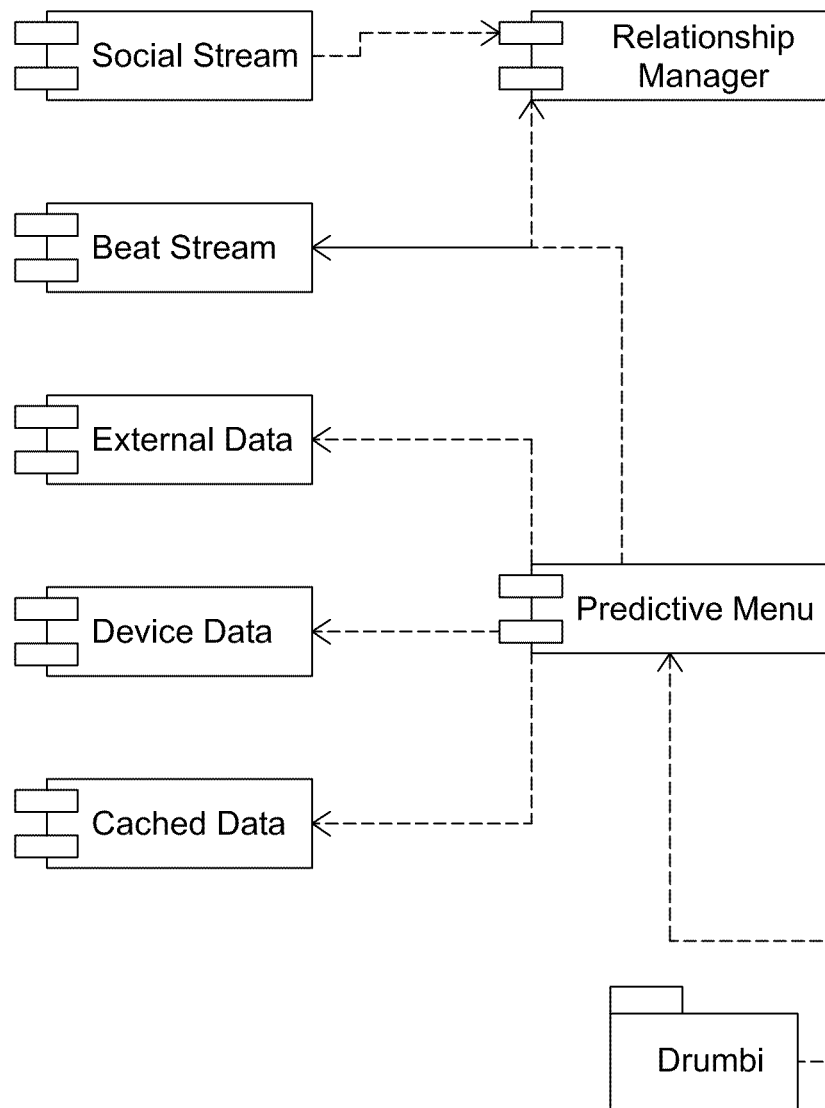 Social Stream
Relationship
Manager
Beat Stream
External Data
Device Data
Predictive Menu
Cached Data
Drumbi